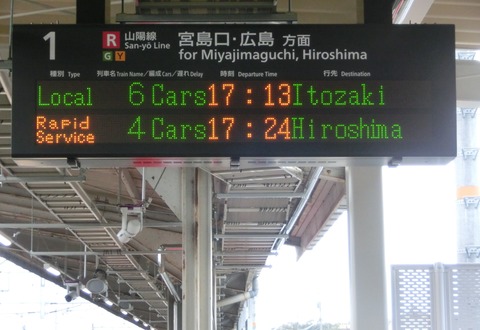 1 R 山陽線 宮島口・広島 方面
San-yō Line
G Y for Miyajimaguchi, Hiroshima
種別 Type 列車名 Train Name／編成 Cars／遅れ Delay 時刻 Departure Time 行先 Destination
Local 6 Cars 17:13 Itozaki
Rapid Service 4 Cars 17:24 Hiroshima